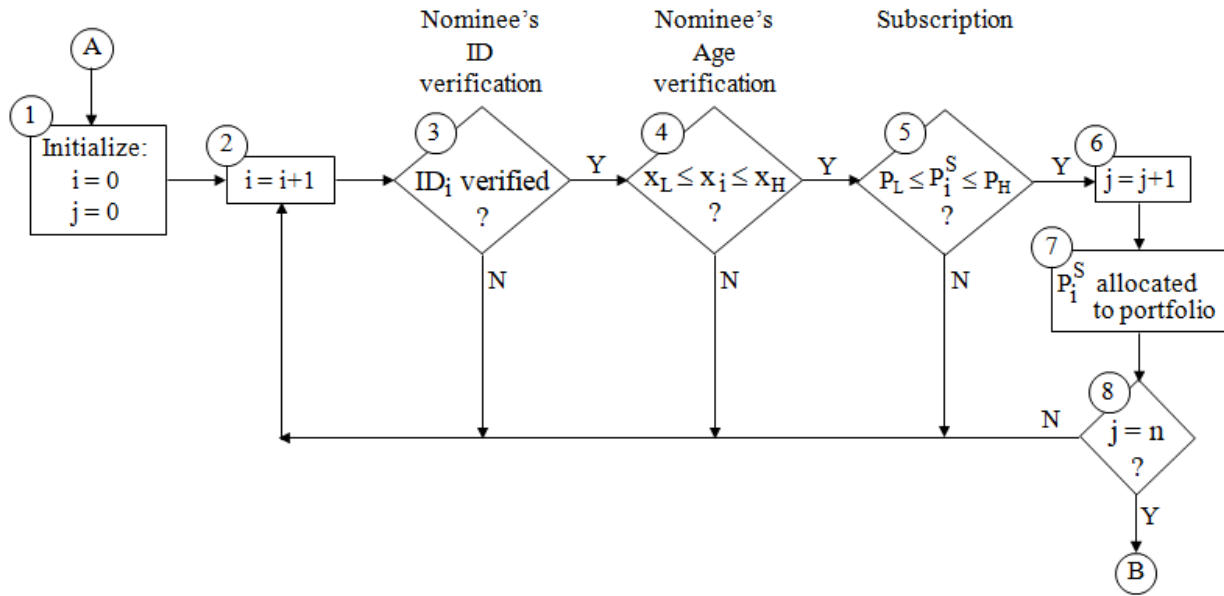 Nominee's
ID
verification
Nominee's
Age
verification
Subscription
A
1
Initialize:
i = 0
j = 0
2
i = i+1
3
IDi verified
?
Y
N
4
xL ≤ xi ≤ xH
?
Y
N
5
PL ≤ PiS ≤ PH
?
Y
N
6
j = j+1
7
PiS allocated
to portfolio
8
j = n
?
N
Y
B